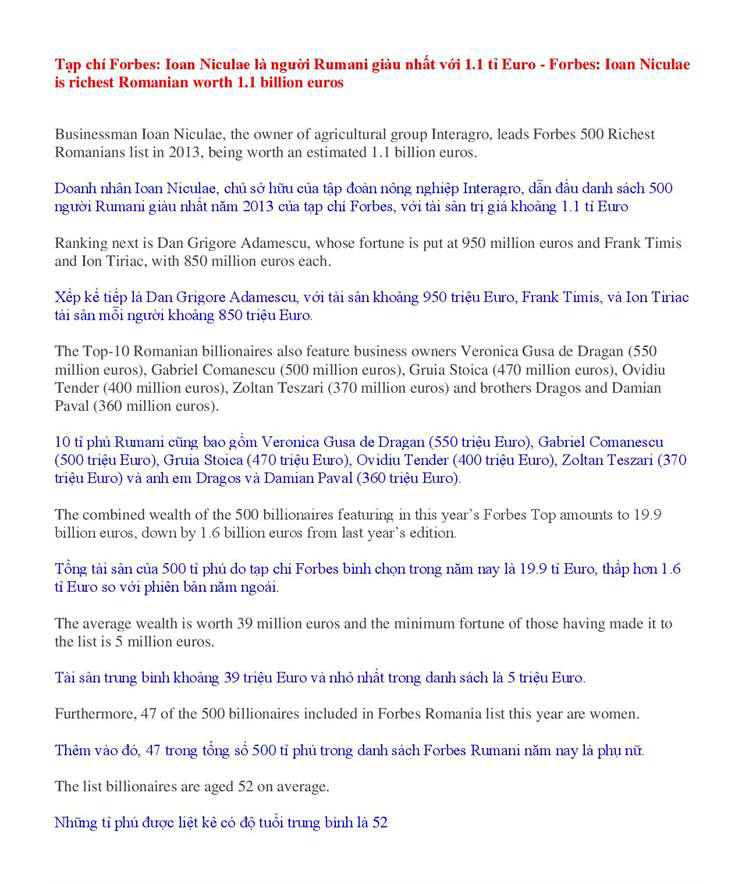 Tạp chí Forbes: Ioan Niculae là người Rumani giàu nhất với 1.1 tỉ Euro - Forbes: Ioan Niculae
is richest Romanian worth 1.1 billion euros
Businessman Ioan Niculae, the owner of agricultural group Interagro, leads Forbes 500 Richest
Romanians list in 2013, being worth an estimated 1.1 billion euros.
Doanh nhân Ioan Niculae, chủ sở hữu của tập đoàn nông nghiệp Interagro, dẫn đầu danh sách 500
người Rumani giàu nhất năm 2013 của tạp chí Forbes, với tài sản trị giá khoảng 1.1 tỉ Euro
Ranking next is Dan Grigore Adamescu, whose fortune is put at 950 million euros and Frank Timis
and Ion Tiriac, with 850 million euros each.
Xếp kế tiếp là Dan Grigore Adamescu, với tài sản khoảng 950 triệu Euro, Frank Timis, và Ion Tiriac
tài sản mỗi người khoảng 850 triệu Euro.
The Top-10 Romanian billionaires also feature business owners Veronica Gusa de Dragan (550
million euros), Gabriel Comanescu (500 million euros), Gruia Stoica (470 million euros), Ovidiu
Tender (400 million euros), Zoltan Teszari (370 million euros) and brothers Dragos and Damian
Paval (360 million euros).
10 tỉ phú Rumani cũng bao gồm Veronica Gusa de Dragan (550 triệu Euro), Gabriel Comanescu
(500 triệu Euro), Gruia Stoica (470 triệu Euro), Ovidiu Tender (400 triệu Euro), Zoltan Teszari (370
triệu Euro) và anh em Dragos và Damian Paval (360 triệu Euro).
The combined wealth of the 500 billionaires featuring in this year's Forbes Top amounts to 19.9
billion euros, down by 1.6 billion euros from last year's edition.
Tổng tài sản của 500 tỉ phú do tạp chí Forbes bình chọn trong năm nay là 19.9 tỉ Euro, thấp hơn 1.6
tỉ Euro so với phiên bản năm ngoái.
The average wealth is worth 39 million euros and the minimum fortune of those having made it to
the list is 5 million euros.
Tài sản trung bình khoảng 39 triệu Euro và nhỏ nhất trong danh sách là 5 triệu Euro.
Furthermore, 47 of the 500 billionaires included in Forbes Romania list this year are women.
Thêm vào đó, 47 trong tổng số 500 tỉ phú trong danh sách Forbes Rumani năm nay là phụ nữ.
The list billionaires are aged 52 on average.
Những tỉ phú được liệt kê có độ tuổi trung bình là 52